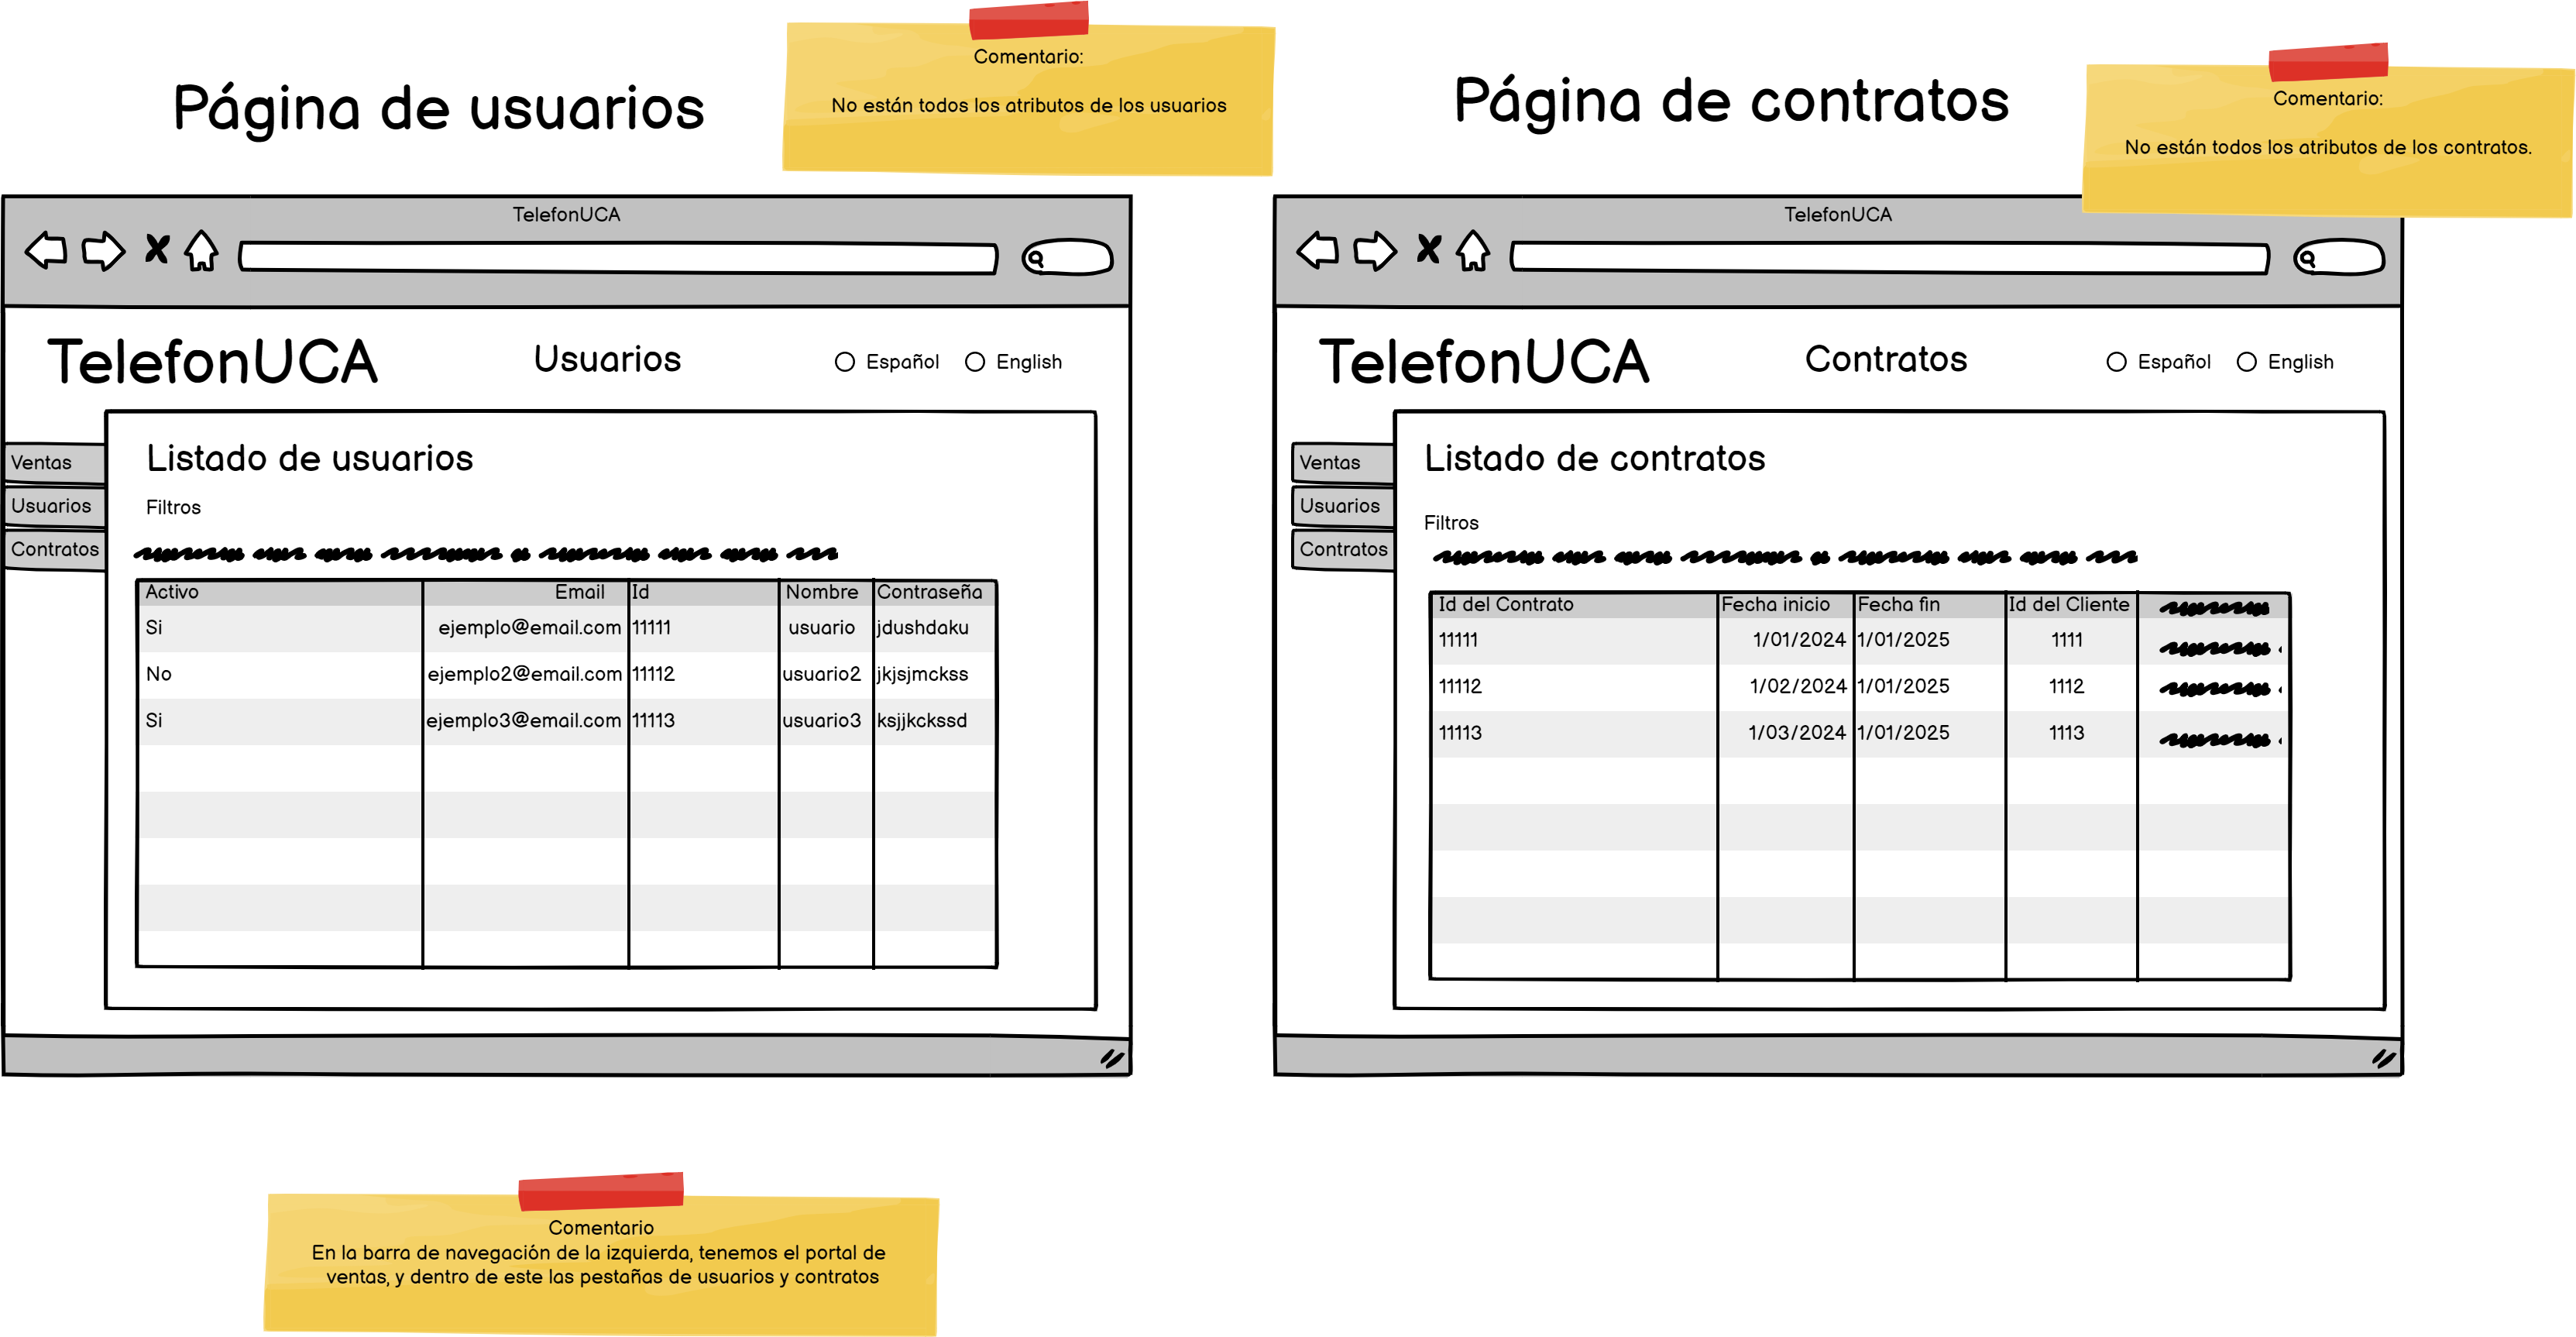 Página de usuarios
Comentario:
No están todos los atributos de los usuarios
TelefonUCA
TelefonUCA
Usuarios
Español English
Ventas
Usuarios
Contratos
Listado de usuarios
Filtros
Activo Email Id Nombre Contraseña
Si ejemplo@email.com 11111 usuario jdushdaku
No ejemplo2@email.com 11112 usuario2 jkjsjmckss
Si ejemplo3@email.com 11113 usuario3 ksjjkckssd
Página de contratos
Comentario:
No están todos los atributos de los contratos.
TelefonUCA
TelefonUCA
Contratos
Español English
Ventas
Usuarios
Contratos
Listado de contratos
Filtros
Id del Contrato Fecha inicio Fecha fin Id del Cliente
11111 1/01/2024 1/01/2025 1111
11112 1/02/2024 1/01/2025 1112
11113 1/03/2024 1/01/2025 1113
Comentario
En la barra de navegación de la izquierda, tenemos el portal de
ventas, y dentro de este las pestañas de usuarios y contratos